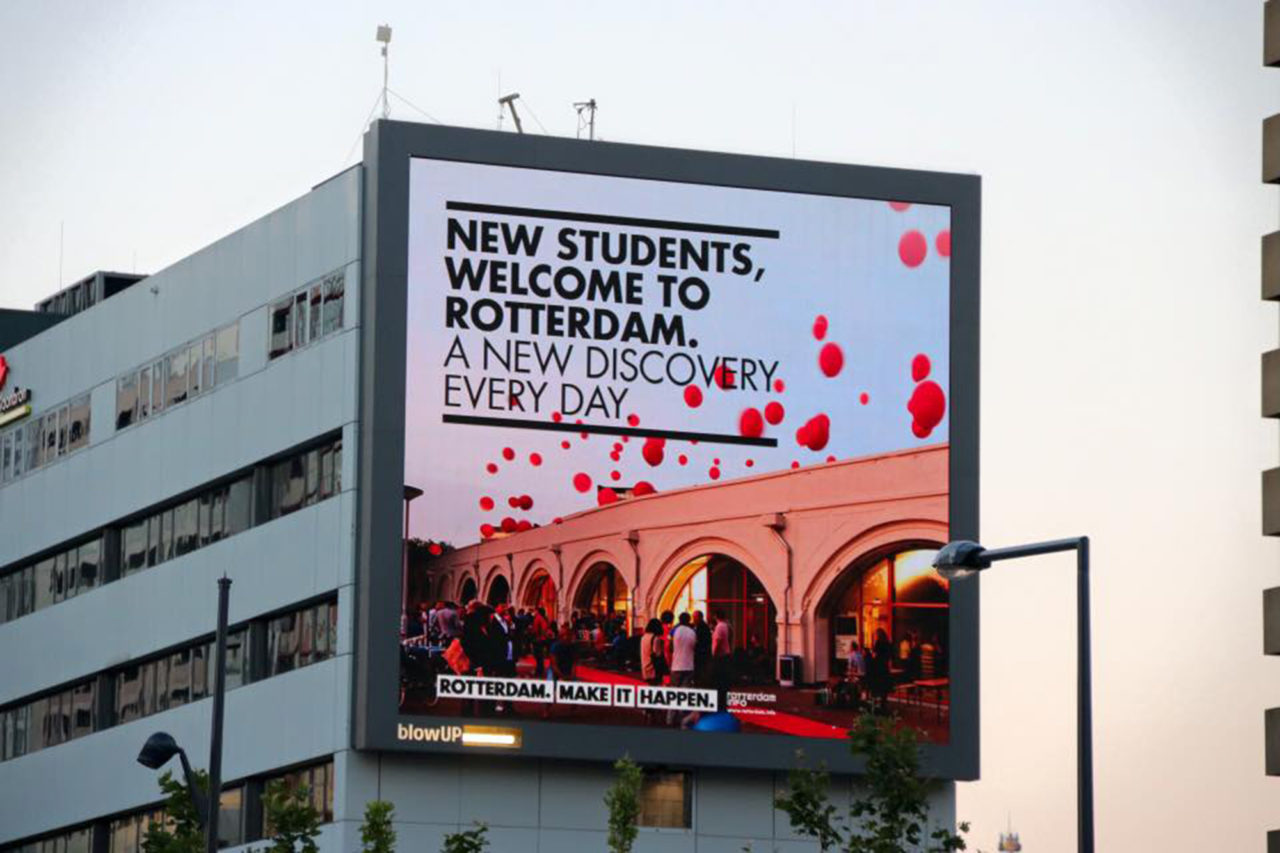 NEW STUDENTS,
WELCOME TO
ROTTERDAM.
A NEW DISCOVERY
EVERY DAY.
ROTTERDAM. MAKE IT HAPPEN.
rotterdam
info
blowUP